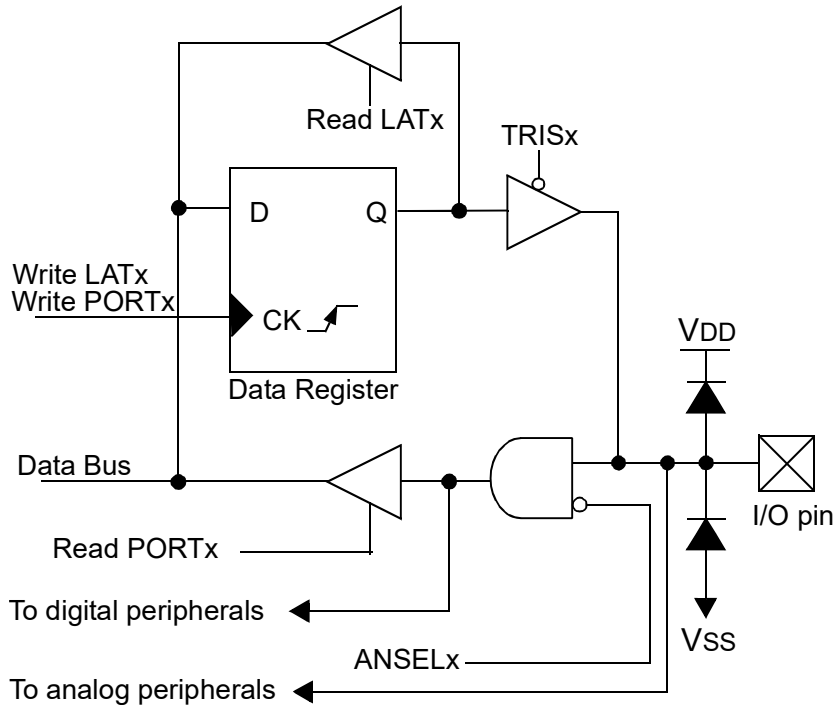 Read LATx
TRISx
D
Q
Write LATx
Write PORTx
CK
Data Register
VDD
Data Bus
I/O pin
Read PORTx
To digital peripherals
VSS
ANSELx
To analog peripherals